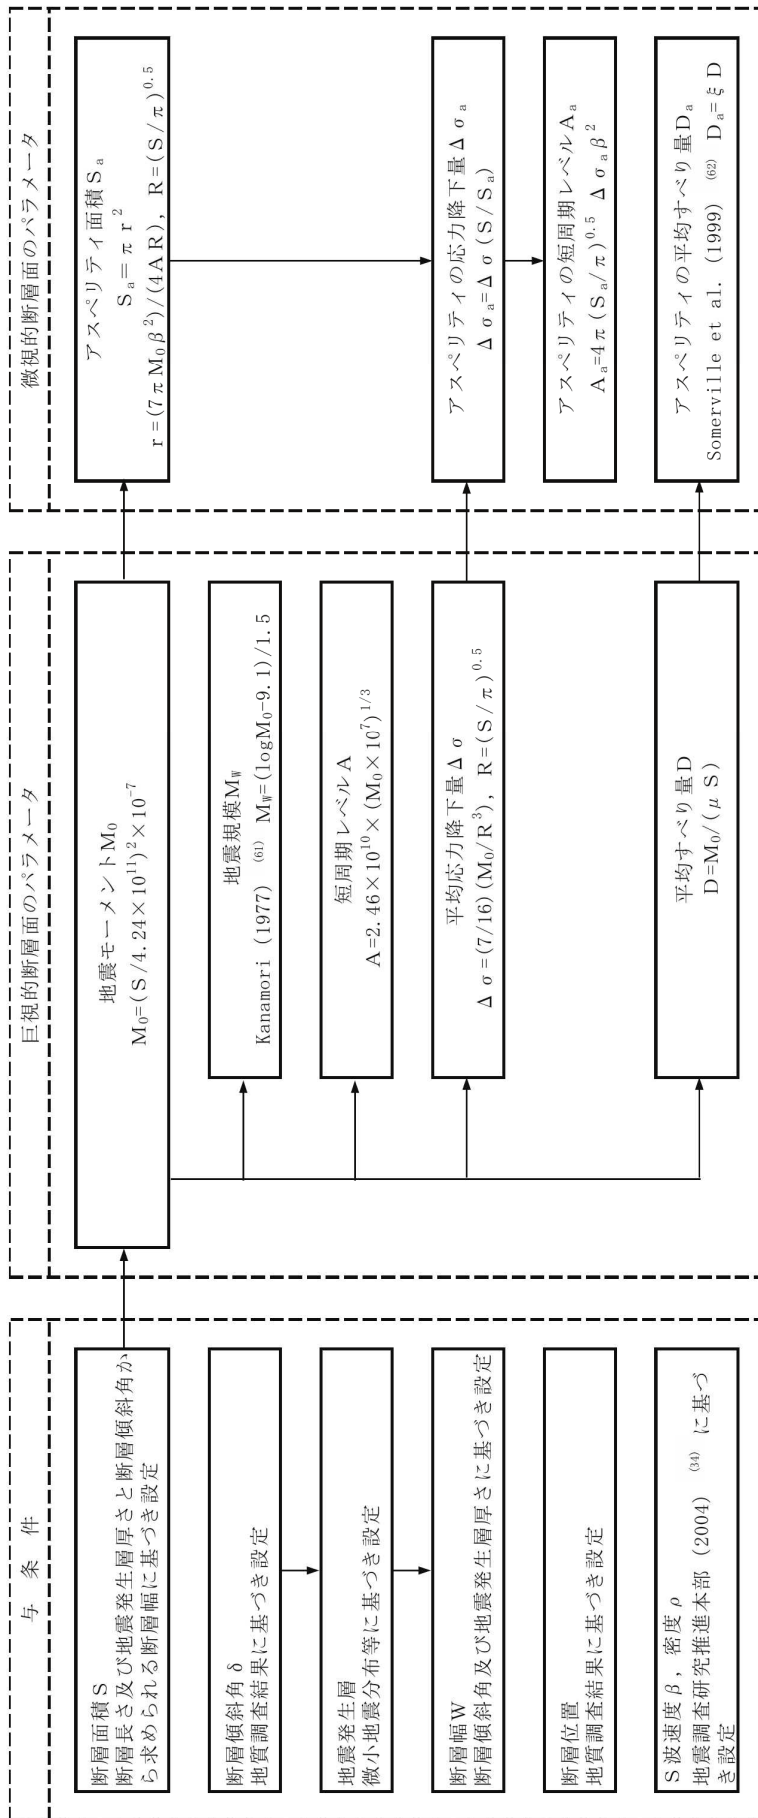 与 条 件
断層面積S
断層長さ及び地震発生層厚さと断層傾斜角か
ら求められる断層幅に基づき設定
断層傾斜角δ
地質調査結果に基づき設定
地震発生層
微小地震分布等に基づき設定
断層幅W
断層傾斜角及び地震発生層厚さに基づき設定
断層位置
地質調査結果に基づき設定
S波速度β，密度ρ
地震調査研究推進本部(2004) (34) に基づ
き設定
巨視的断層面のパラメータ
地震モーメントM₀
M₀=(S/4.24×10¹¹)²×10⁻⁷
地震規模Mw
Kanamori (1977) (61) Mw=(logM₀-9.1)/1.5
短周期レベルA
A=2.46×10¹⁰×(M₀×10⁷)^1/3
平均応力降下量Δσ
Δσ=(7/16)(M₀/R³), R=(S/π)^0.5
平均すべり量D
D=M₀/(μS)
微視的断層面のパラメータ
アスペリティ面積Sₐ
Sₐ=πr²
r=(7πM₀β²)/(4AR), R=(S/π)^0.5
アスペリティの応力降下量Δσₐ
Δσₐ=Δσ(S/Sₐ)
アスペリティの短周期レベルAₐ
Aₐ=4π(Sₐ/π)^0.5 Δσₐβ²
アスペリティの平均すべり量Dₐ
Somerville et al. (1999) (62) Dₐ=ξD